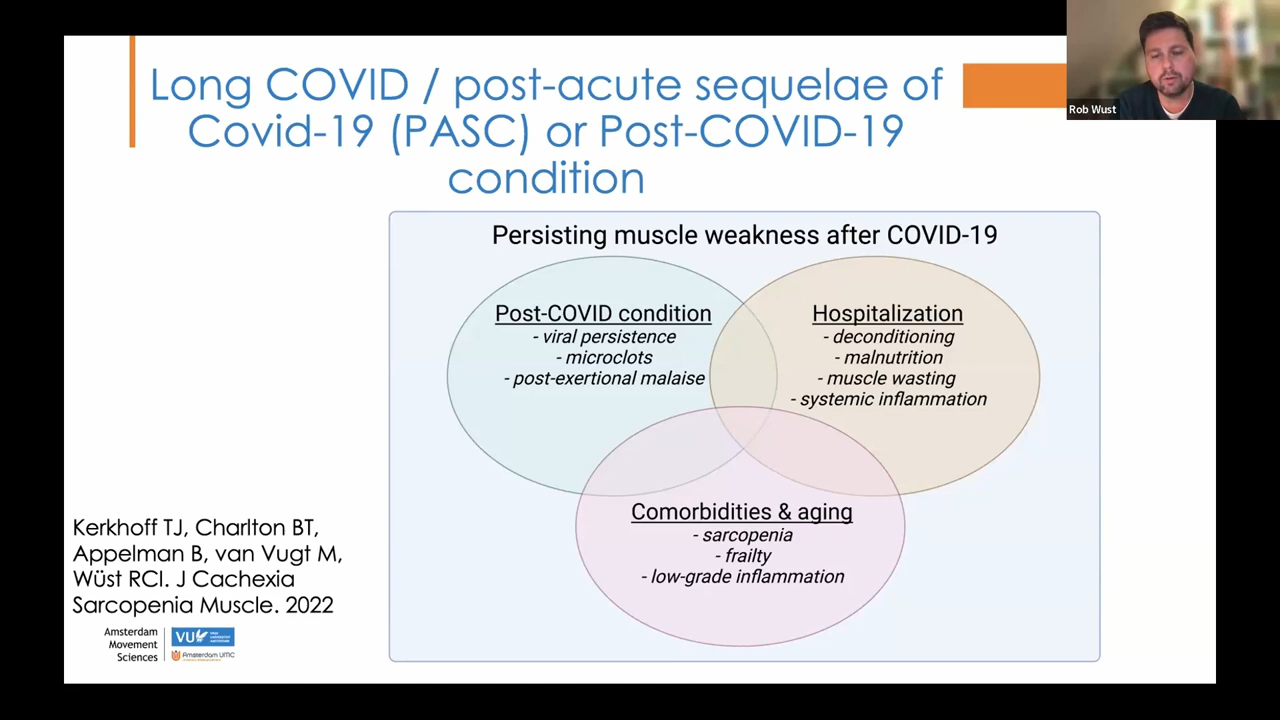 Long COVID / post-acute sequelae of
Covid-19 (PASC) or Post-COVID-19
condition
Rob Wust
Persisting muscle weakness after COVID-19
Post-COVID condition
- viral persistence
- microclots
- post-exertional malaise
Hospitalization
- deconditioning
- malnutrition
- muscle wasting
- systemic inflammation
Comorbidities & aging
- sarcopenia
- frailty
- low-grade inflammation
Kerkhoff TJ, Charlton BT,
Appelman B, van Vugt M,
Wüst RCI. J Cachexia
Sarcopenia Muscle. 2022
Amsterdam
Movement
Sciences
VU
Amsterdam UMC